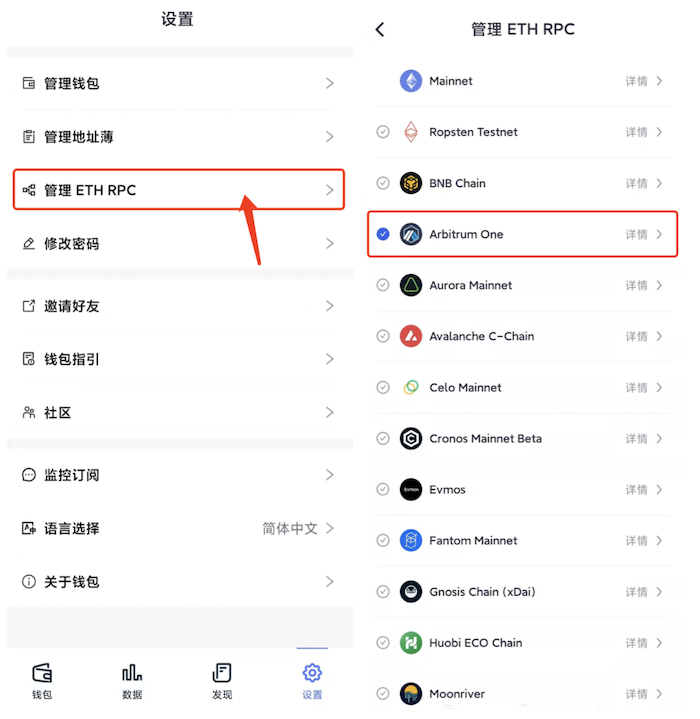 设置
管理钱包
管理地址薄
管理 ETH RPC
修改密码
邀请好友
钱包指引
社区
监控订阅
语言选择 简体中文
关于钱包
钱包 数据 发现 设置
管理 ETH RPC
Mainnet 详情
Ropsten Testnet 详情
BNB Chain 详情
Arbitrum One 详情
Aurora Mainnet 详情
Avalanche C-Chain 详情
Celo Mainnet 详情
Cronos Mainnet Beta 详情
Evmos Evmos 详情
Fantom Mainnet 详情
Gnosis Chain (xDai) 详情
Huobi ECO Chain 详情
Moonriver 详情